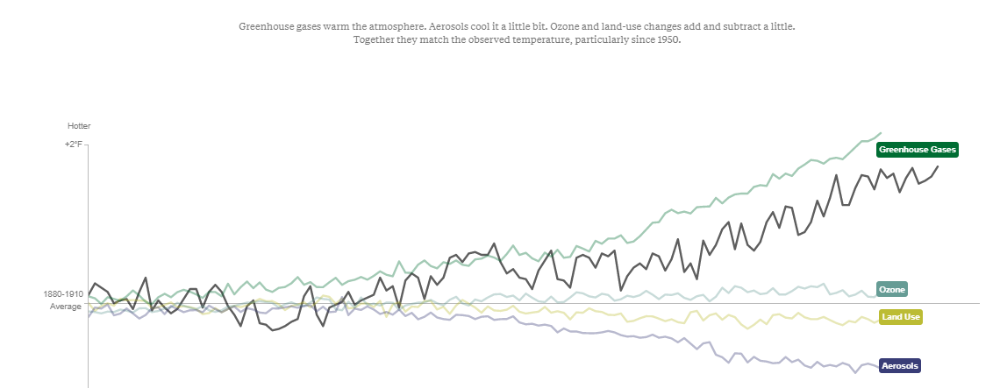 Greenhouse gases warm the atmosphere. Aerosols cool it a little bit. Ozone and land-use changes add and subtract a little.
Together they match the observed temperature, particularly since 1950.
Hotter
+2°F
Greenhouse Gases
Ozone
1880-1910
Average
Land Use
Aerosols